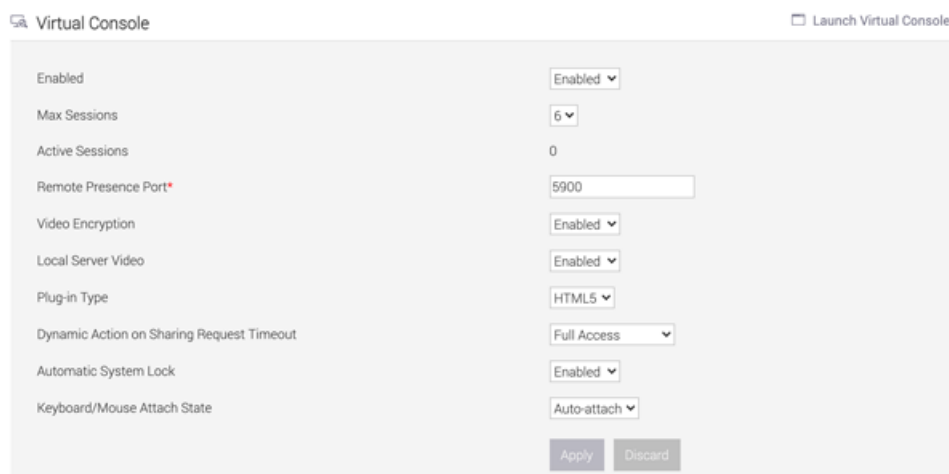 Virtual Console Launch Virtual Console
Enabled Enabled
Max Sessions 6
Active Sessions 0
Remote Presence Port* 5900
Video Encryption Enabled
Local Server Video Enabled
Plug-in Type HTML5
Dynamic Action on Sharing Request Timeout Full Access
Automatic System Lock Enabled
Keyboard/Mouse Attach State Auto-attach
Apply Discard